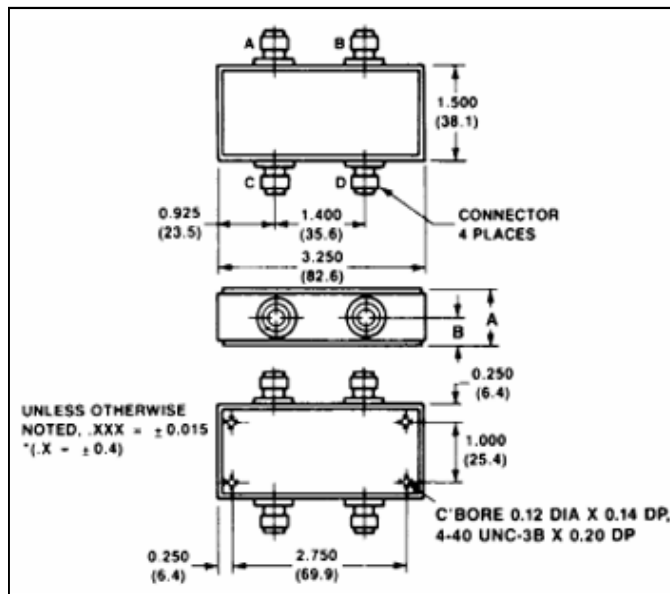 A
B
1.500
(38.1)
C
D
0.925
(23.5)
1.400
(35.6)
CONNECTOR
4 PLACES
3.250
(82.6)
B
A
0.250
(6.4)
UNLESS OTHERWISE
NOTED, .XXX = ±0.015
*(.X - ±0.4)
1.000
(25.4)
C'BORE 0.12 DIA X 0.14 DP,
4-40 UNC-3B X 0.20 DP
0.250
(6.4)
2.750
(69.9)